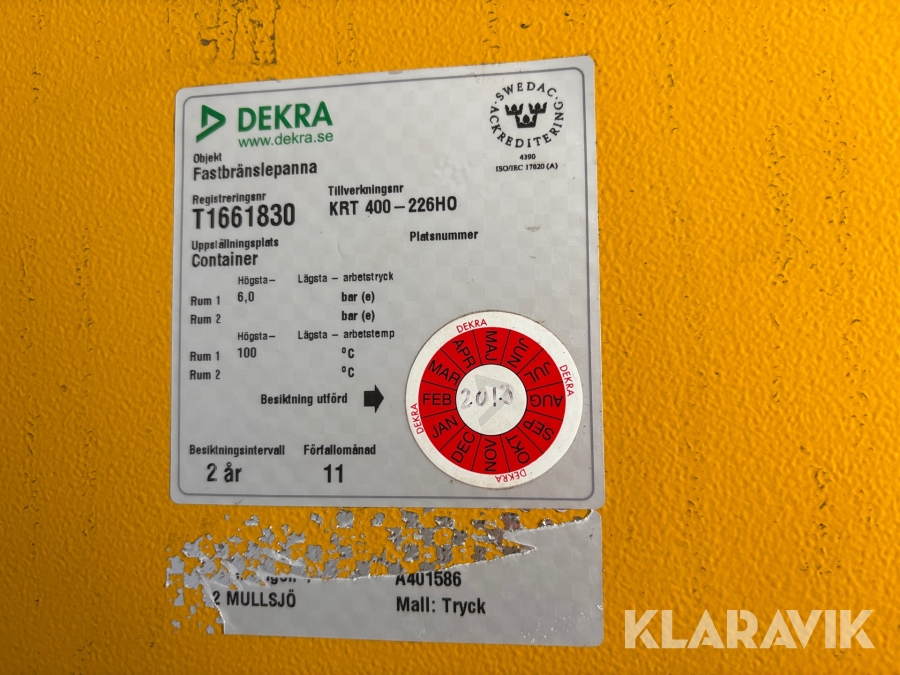 DEKRA
www.dekra.se
SWEDAC
ACKREDITERING
4390
ISO/IEC 17020 (A)
Objekt
Fastbränslepanna
Registreringsnr
T1661830
Tillverkningsnr
KRT 400-226HO
Uppställningsplats
Container
Platsnummer
Högsta- Lägsta - arbetstryck
Rum 1 6,0 bar (e)
Rum 2 bar (e)
Högsta- Lägsta - arbetstemp
Rum 1 100 °C
Rum 2 °C
Besiktning utförd
DEKRA
DEKRA
DEKRA
DEKRA
JAN
FEB
MAR
APR
MAJ
JUN
JUL
AUG
SEP
OKT
NOV
DEC
Besiktningsintervall
2 år
Förfallomånad
11
A401586
2 MULLSJÖ
Mall: Tryck
KLARAVIK